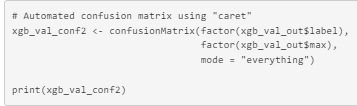 # Automated confusion matrix using "caret"
xgb_val_conf2 <- confusionMatrix(factor(xgb_val_out$label),
                                 factor(xgb_val_out$max),
                                 mode = "everything")
print(xgb_val_conf2)